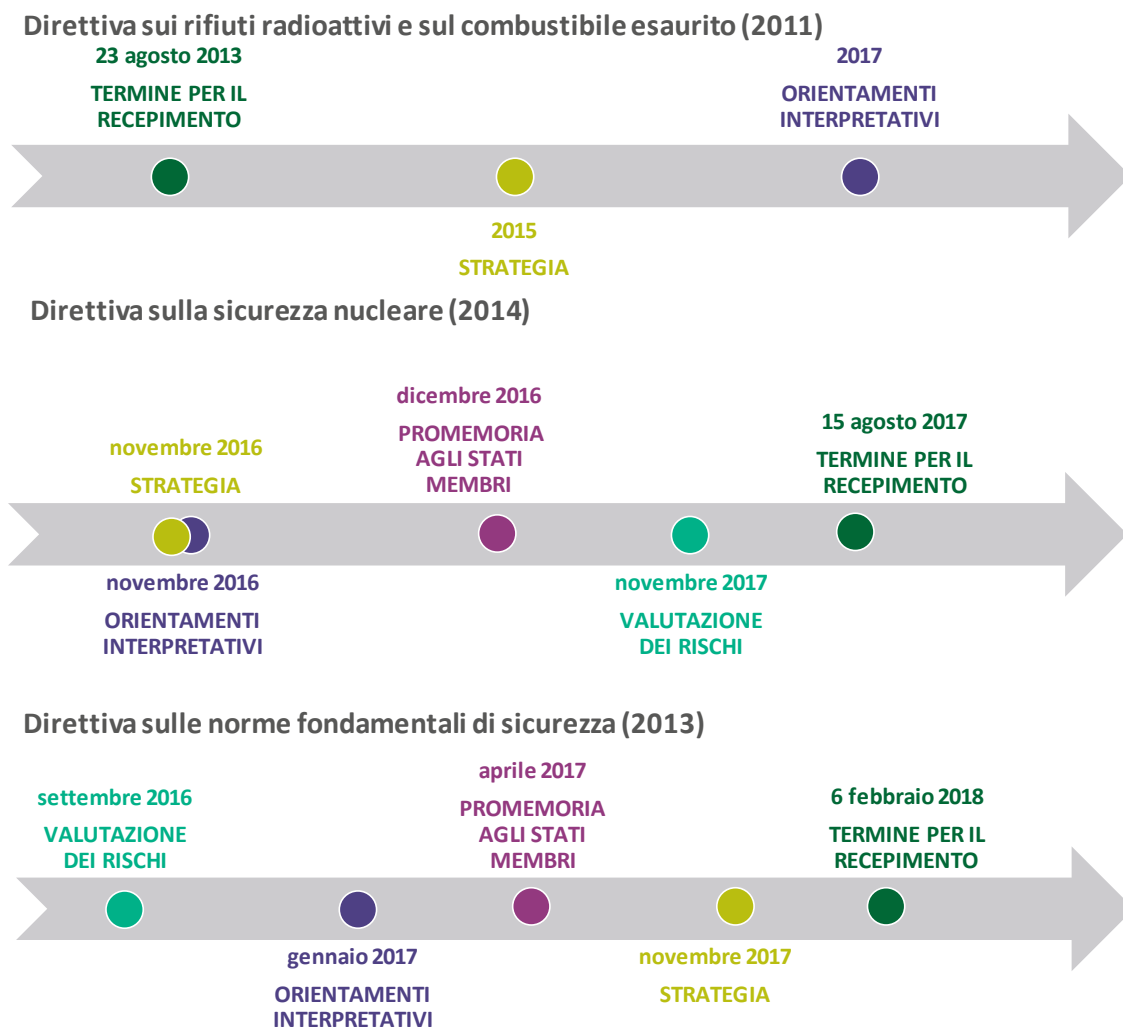 Direttiva sui rifiuti radioattivi e sul combustibile esaurito (2011)
23 agosto 2013
TERMINE PER IL
RECEPIMENTO
2017
ORIENTAMENTI
INTERPRETATIVI
2015
STRATEGIA
Direttiva sulla sicurezza nucleare (2014)
novembre 2016
STRATEGIA
dicembre 2016
PROMEMORIA
AGLI STATI
MEMBRI
15 agosto 2017
TERMINE PER IL
RECEPIMENTO
novembre 2016
ORIENTAMENTI
INTERPRETATIVI
novembre 2017
VALUTAZIONE
DEI RISCHI
Direttiva sulle norme fondamentali di sicurezza (2013)
settembre 2016
VALUTAZIONE
DEI RISCHI
aprile 2017
PROMEMORIA
AGLI STATI
MEMBRI
6 febbraio 2018
TERMINE PER IL
RECEPIMENTO
gennaio 2017
ORIENTAMENTI
INTERPRETATIVI
novembre 2017
STRATEGIA